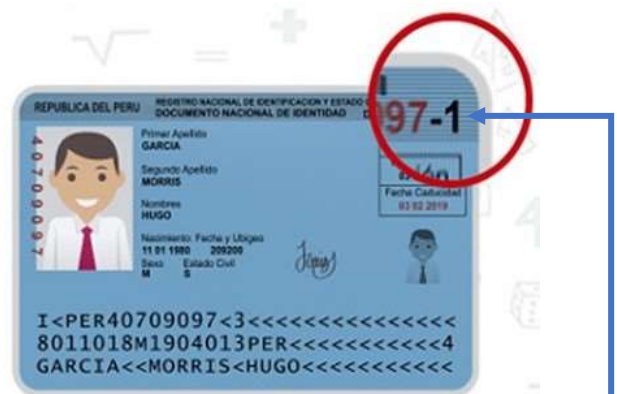 REPUBLICA DEL PERU
REGISTRO NACIONAL DE IDENTIFICACION Y ESTADO
DOCUMENTO NACIONAL DE IDENTIDAD
097-1
Primer Apellido
GARCIA
Segundo Apellido
MORRIS
Nombres
HUGO
Nacimiento: Fecha y Ubigeo
11 01 1980 209200
Sexo Estado Civil
M S
Fecha Caducidad
03 02 2019
40709097
I<PER40709097<3<<<<<<<<<<<<<<<
8011018M1904013PER<<<<<<<<<<<4
GARCIA<<MORRIS<HUGO<<<<<<<<<<<